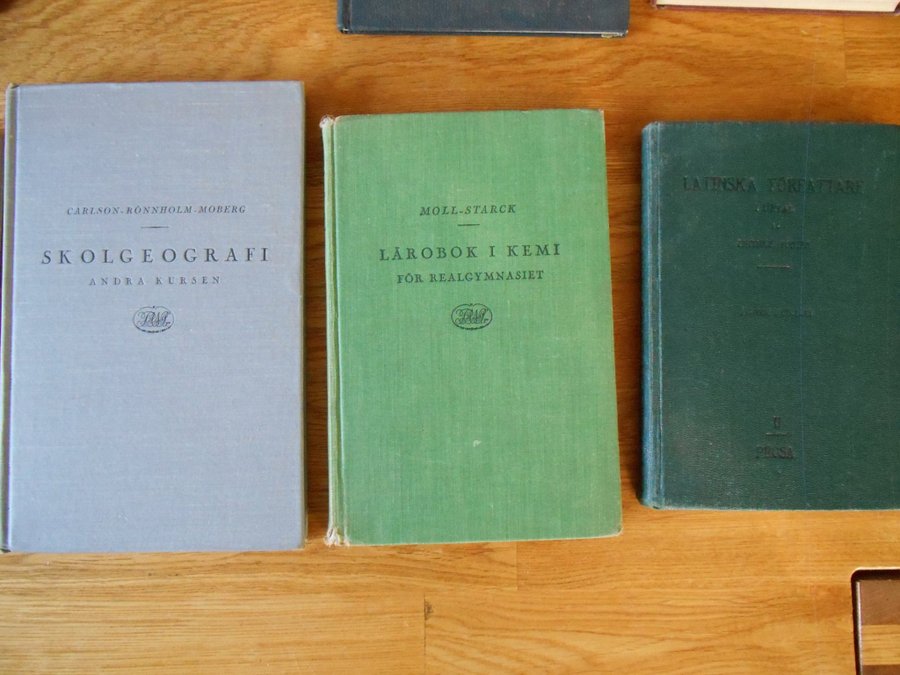 CARLSON-RÖNNHOLM-MOBERG
SKOLGEOGRAFI
ANDRA KURSEN
MOLL-STARCK
LÄROBOK I KEMI
FÖR REALGYMNASIET
LATINSKA FÖRFATTARE
II
PROSA